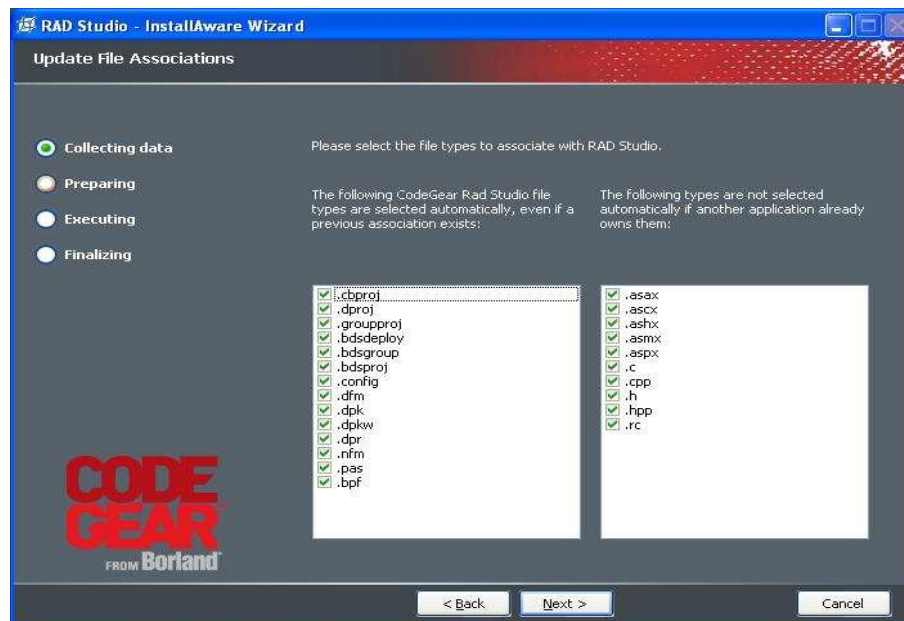 RAD Studio - InstallAware Wizard
Update File Associations
Collecting data
Preparing
Executing
Finalizing
Please select the file types to associate with RAD Studio.
The following CodeGear Rad Studio file
types are selected automatically, even if a
previous association exists:
The following types are not selected
automatically if another application already
owns them:
.cbproj
.dproj
.groupproj
.bdsdeploy
.bdsgroup
.bdsproj
.config
.dfm
.dpk
.dpkw
.dpr
.nfm
.pas
.bpf
.asax
.ascx
.ashx
.asmx
.aspx
.c
.cpp
.h
.hpp
.rc
CODE
GEAR
FROM Borland
< Back
Next >
Cancel